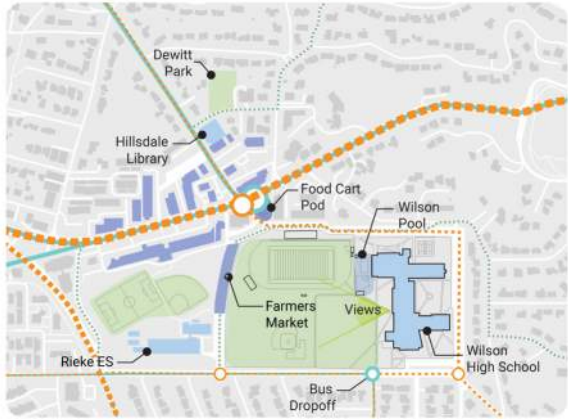 Dewitt
Park
Hillsdale
Library
Food Cart
Pod
Wilson
Pool
Farmers
Market
Views
Rieke ES
Wilson
High School
Bus
Dropoff